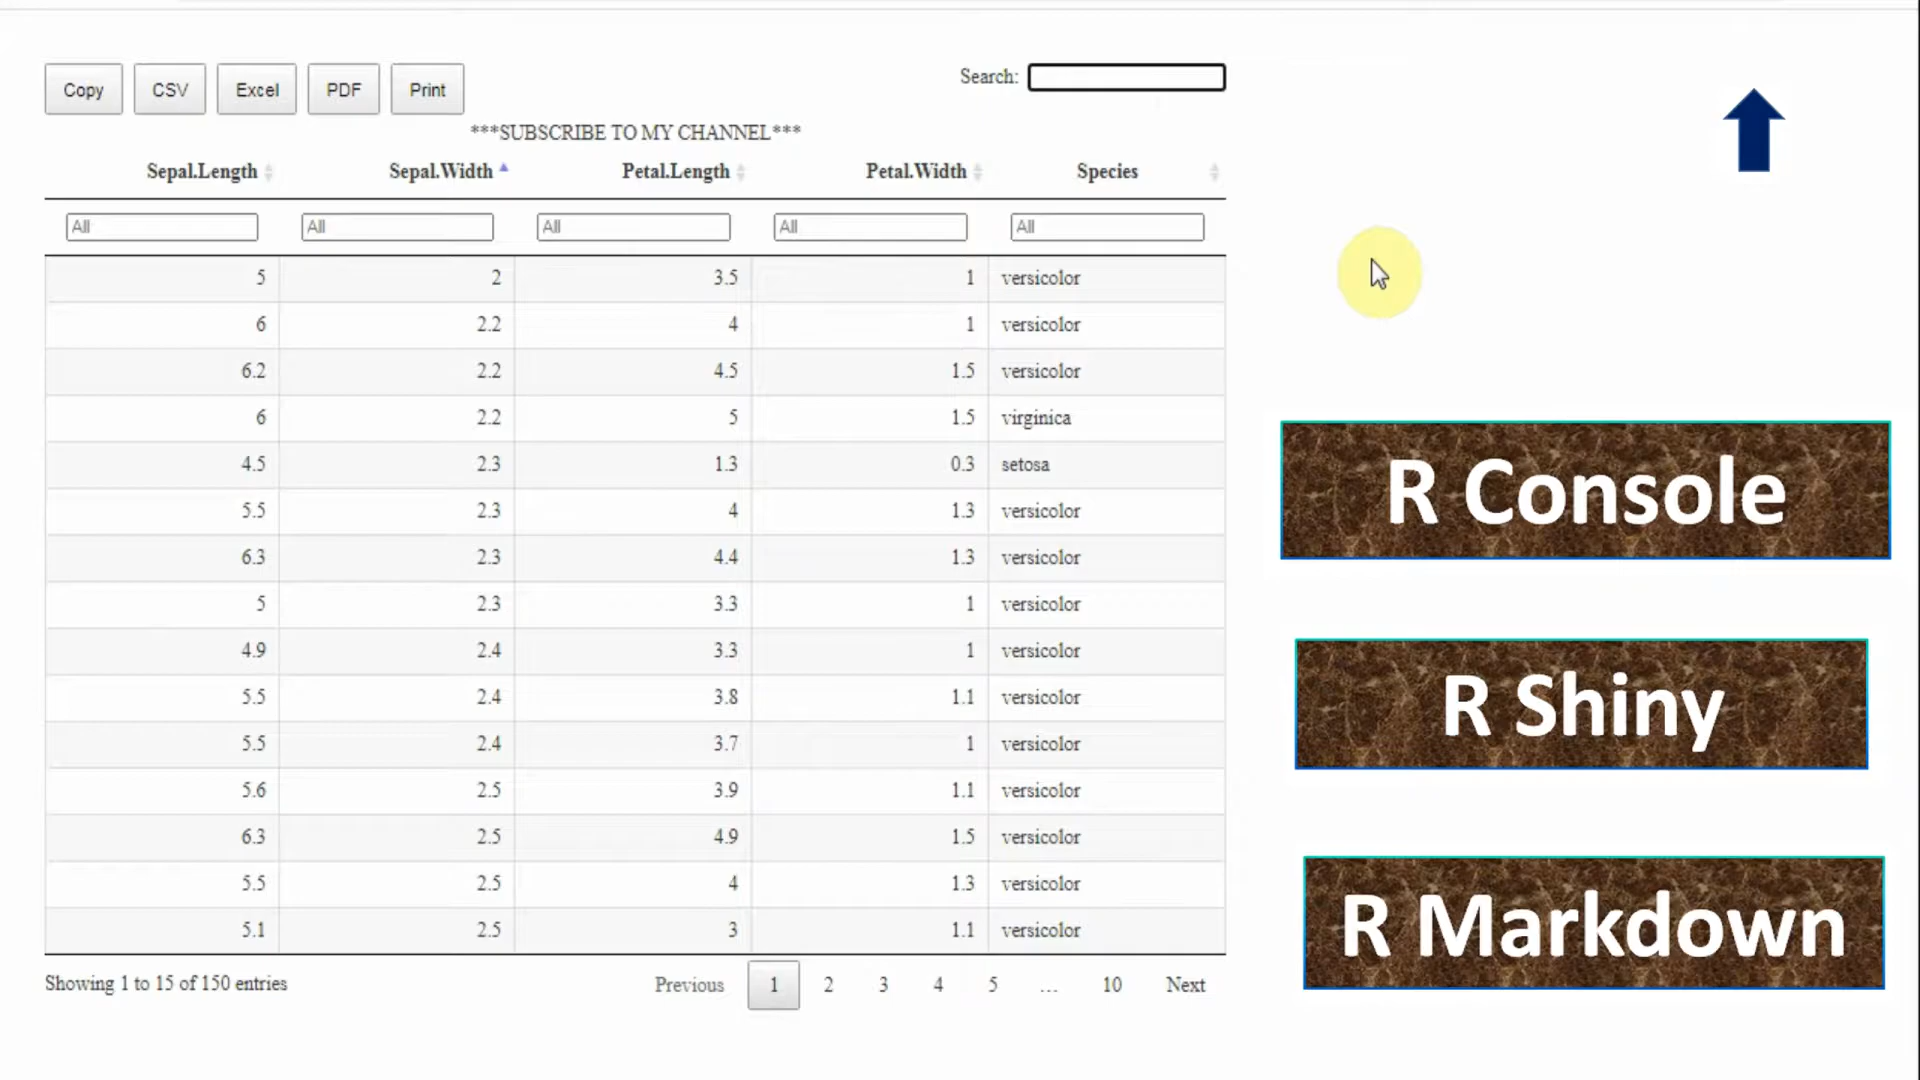 Copy CSV Excel PDF Print Search:
***SUBSCRIBE TO MY CHANNEL***
Sepal.Length Sepal.Width Petal.Length Petal.Width Species
All All All All All
5 2 3.5 1 versicolor
6 2.2 4 1 versicolor
6.2 2.2 4.5 1.5 versicolor
6 2.2 5 1.5 virginica
4.5 2.3 1.3 0.3 setosa
5.5 2.3 4 1.3 versicolor
6.3 2.3 4.4 1.3 versicolor
5 2.3 3.3 1 versicolor
4.9 2.4 3.3 1 versicolor
5.5 2.4 3.8 1.1 versicolor
5.5 2.4 3.7 1 versicolor
5.6 2.5 3.9 1.1 versicolor
6.3 2.5 4.9 1.5 versicolor
5.5 2.5 4 1.3 versicolor
5.1 2.5 3 1.1 versicolor
Showing 1 to 15 of 150 entries Previous 1 2 3 4 5 … 10 Next
R Console
R Shiny
R Markdown